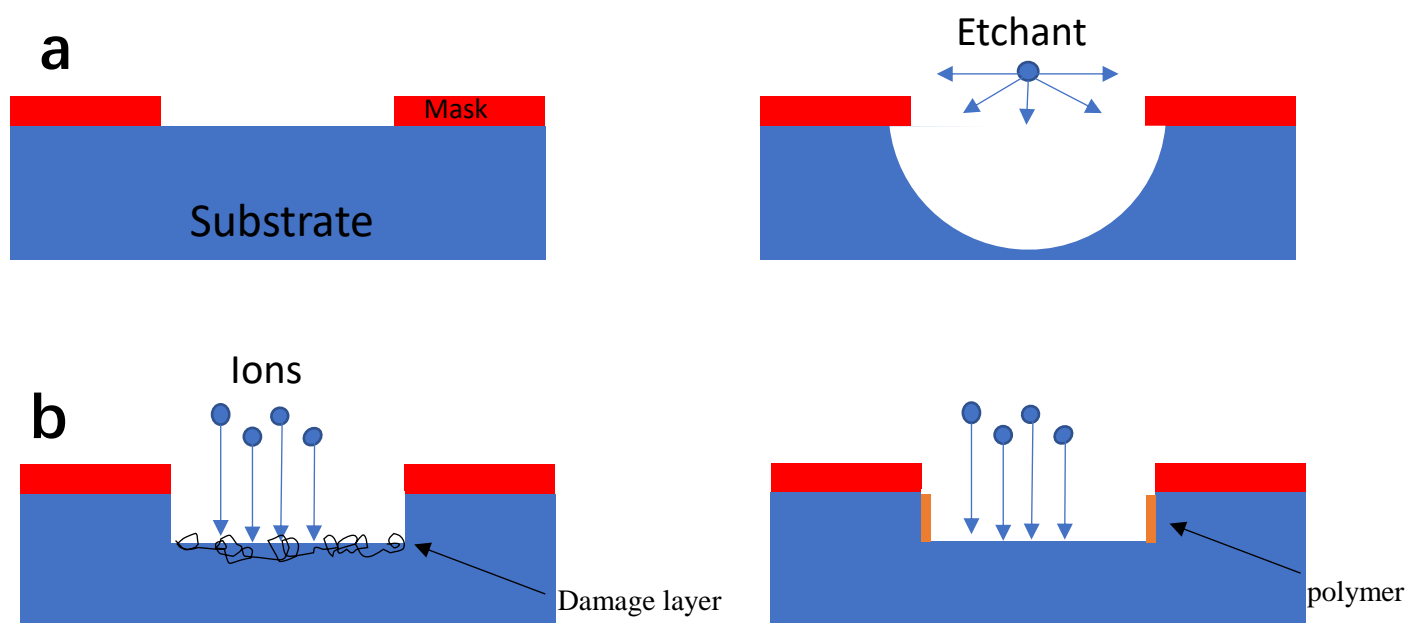 a
Etchant
Mask
Substrate
Ions
b
Damage layer
polymer